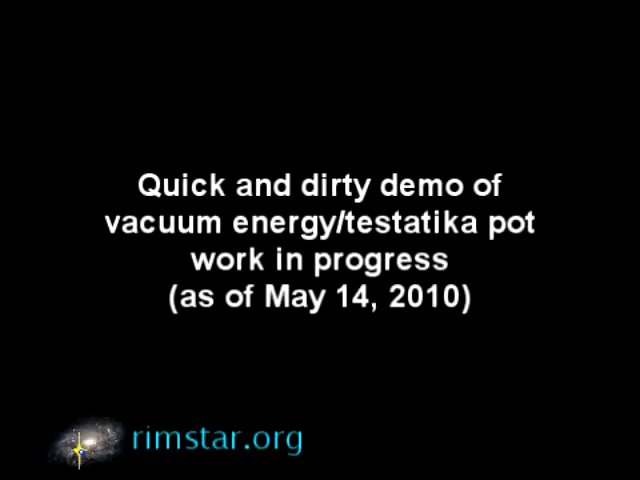 Quick and dirty demo of
vacuum energy/testatika pot
work in progress
(as of May 14, 2010)
rimstar.org